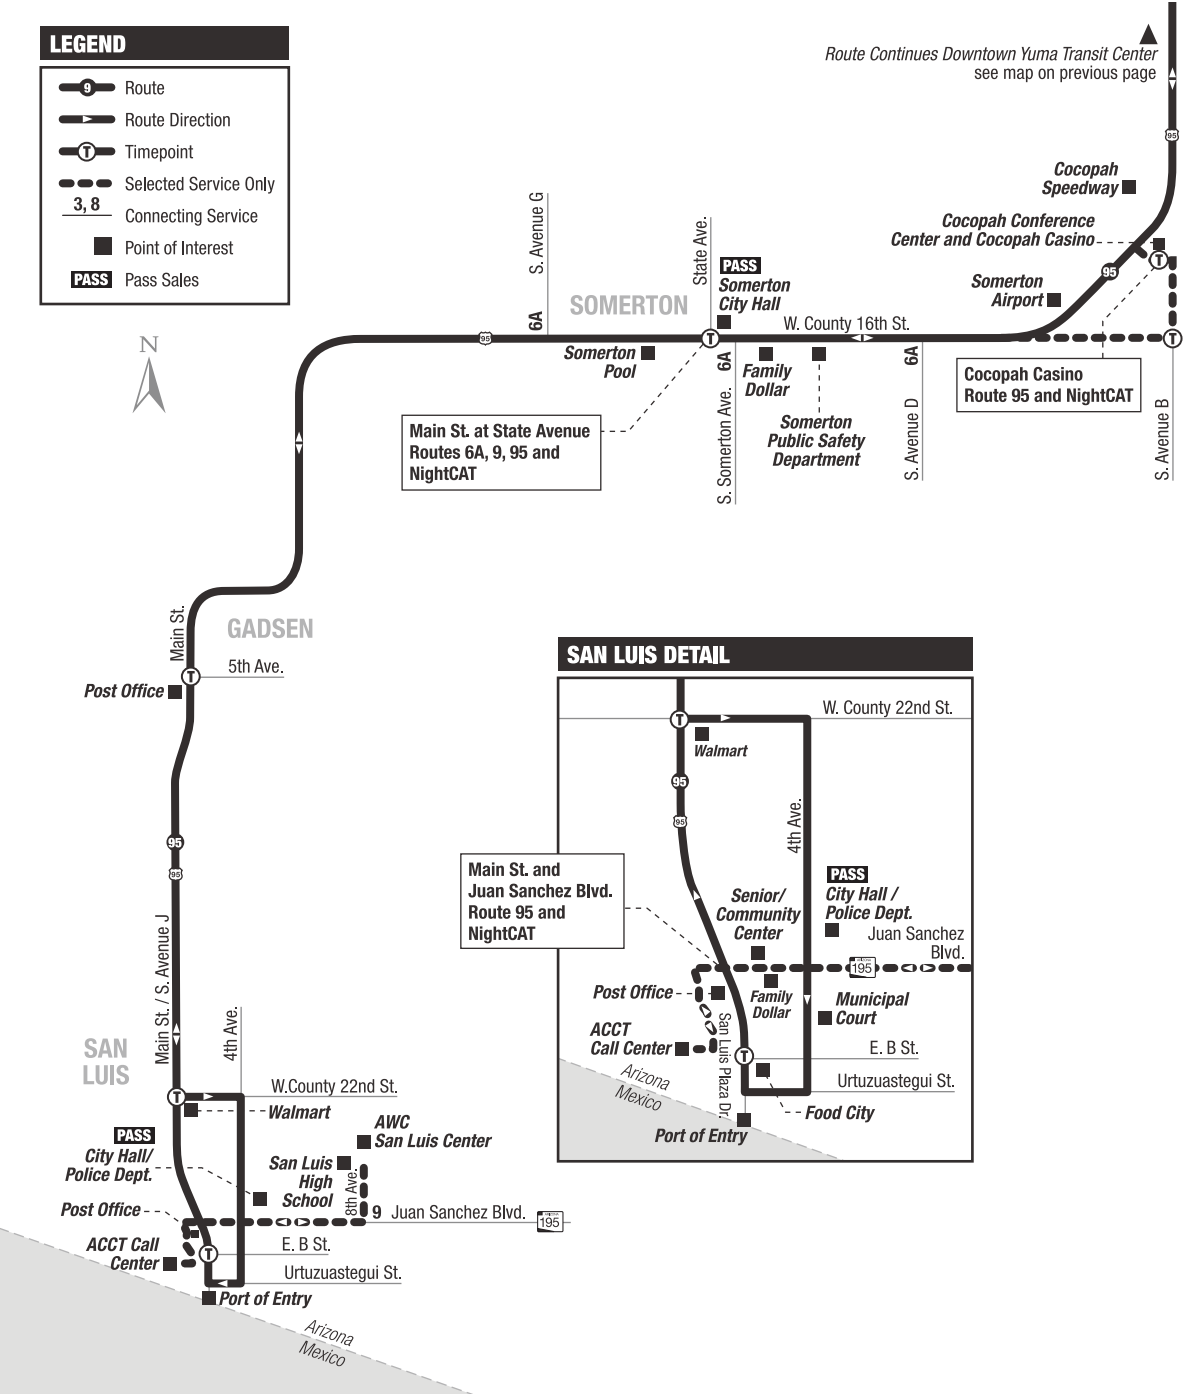 LEGEND
9 Route
Route Direction
T Timepoint
Selected Service Only
3, 8 Connecting Service
Point of Interest
PASS Pass Sales
N
Route Continues Downtown Yuma Transit Center
see map on previous page
95
Cocopah
Speedway
Cocopah Conference
Center and Cocopah Casino
T
95
Somerton
Airport
S. Avenue G
6A
SOMERTON
State Ave.
PASS
Somerton
City Hall
W. County 16th St.
95
T
T
Somerton
Pool
6A
S. Somerton Ave.
Family
Dollar
Somerton
Public Safety
Department
6A
S. Avenue D
Cocopah Casino
Route 95 and NightCAT
S. Avenue B
Main St. at State Avenue
Routes 6A, 9, 95 and
NightCAT
Main St.
GADSEN
T
5th Ave.
Post Office
95
95
Main St. / S. Avenue J
SAN
LUIS
4th Ave.
T
W.County 22nd St.
Walmart
PASS
City Hall/
Police Dept.
AWC
San Luis Center
San Luis
High
School
8th Ave.
Post Office
9 Juan Sanchez Blvd.
195
ACCT Call
Center
T
E. B St.
Urtuzuastegui St.
Port of Entry
Arizona
Mexico
SAN LUIS DETAIL
T
W. County 22nd St.
Walmart
95
95
4th Ave.
Main St. and
Juan Sanchez Blvd.
Route 95 and
NightCAT
Senior/
Community
Center
PASS
City Hall /
Police Dept.
Juan Sanchez
Blvd.
195
Post Office
Family
Dollar
Municipal
Court
ACCT
Call Center
San Luis Plaza Dr.
T
E. B St.
Urtuzuastegui St.
Food City
Arizona
Mexico
Port of Entry